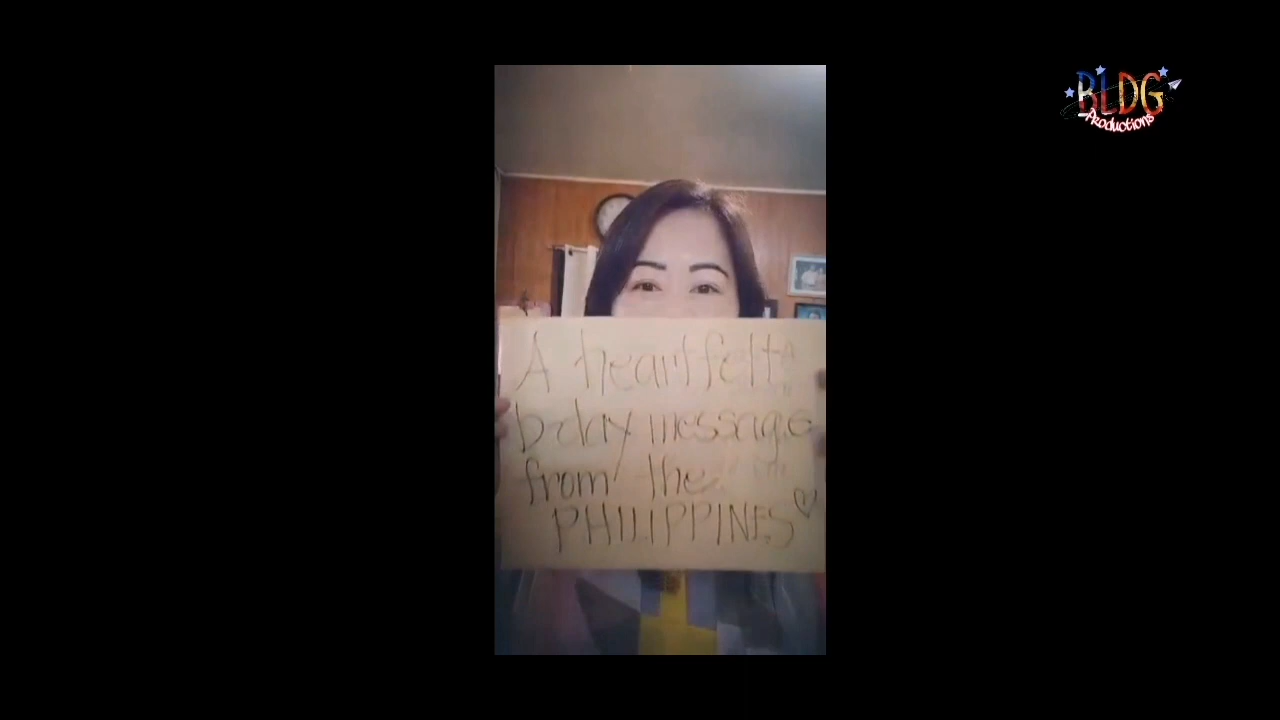 BLDG
Productions
A heartfelt
bday message
from the
PHILIPPINES